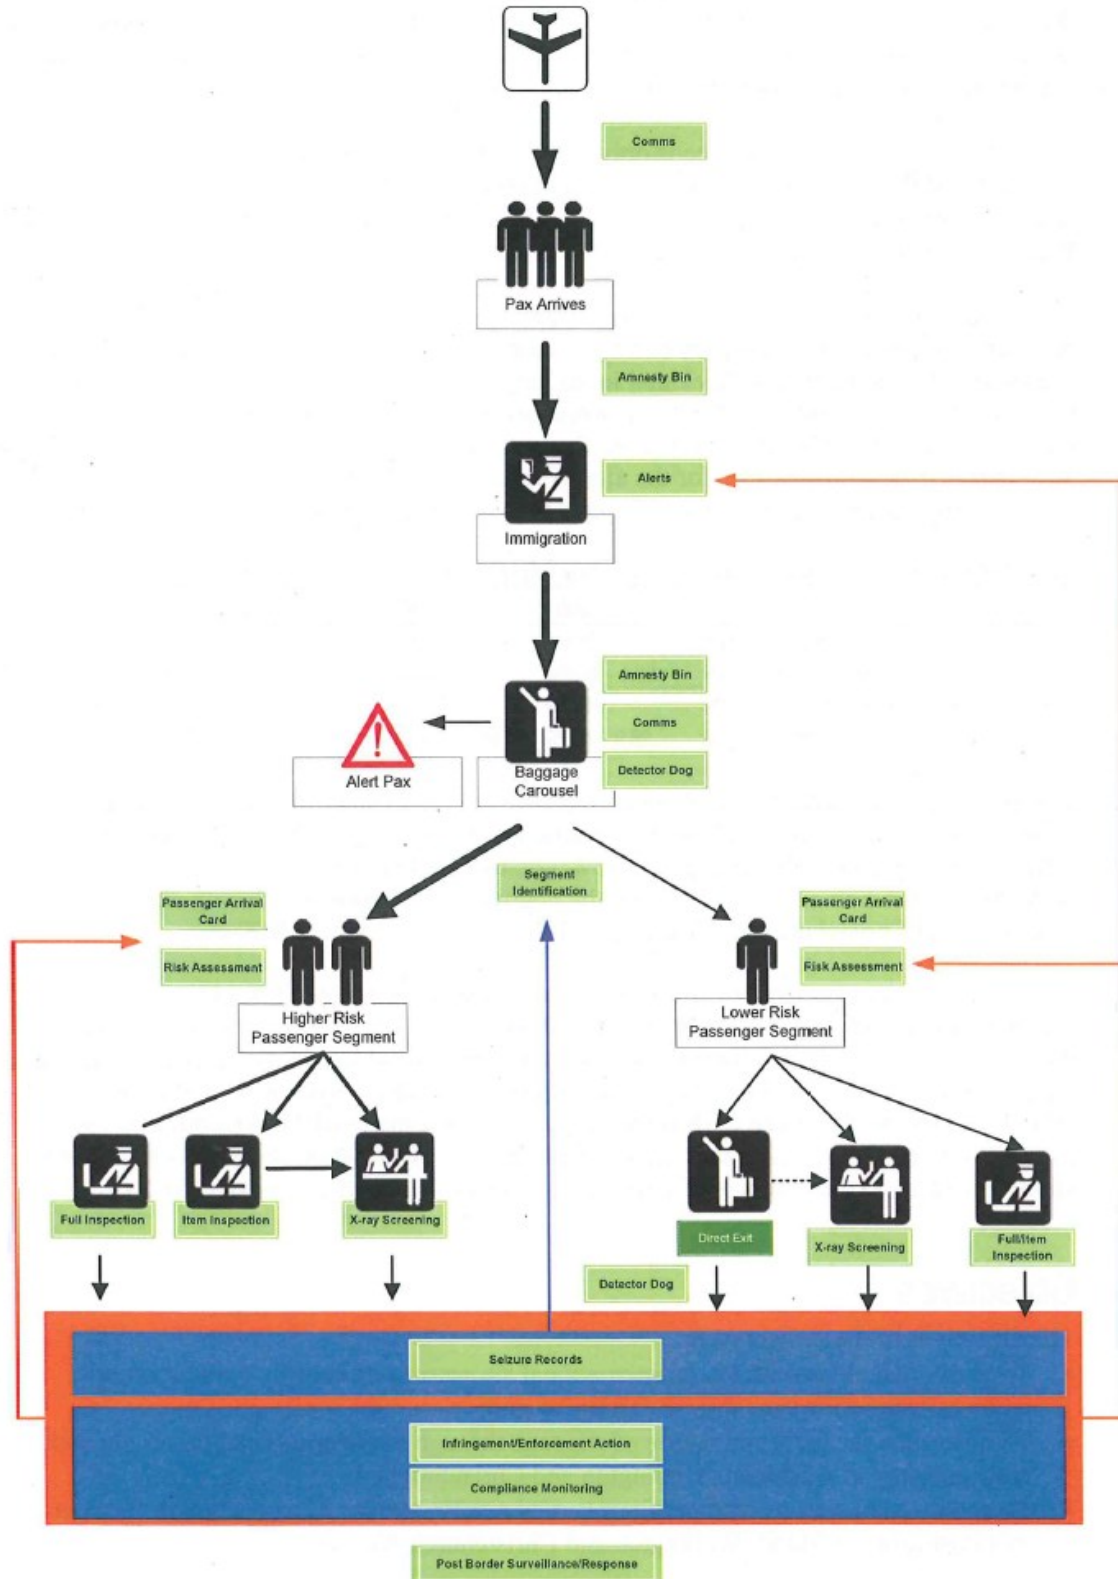 Comms
Pax Arrives
Amnesty Bin
Alerts
Immigration
Amnesty Bin
Comms
Detector Dog
Alert Pax
Baggage
Carousel
Segment
Identification
Passenger Arrival
Card
Risk Assessment
Passenger Arrival
Card
Risk Assessment
Higher Risk
Passenger Segment
Lower Risk
Passenger Segment
Full Inspection
Item Inspection
X-ray Screening
Direct Exit
X-ray Screening
Full/Item
Inspection
Detector Dog
Seizure Records
Infringement/Enforcement Action
Compliance Monitoring
Post Border Surveillance/Response